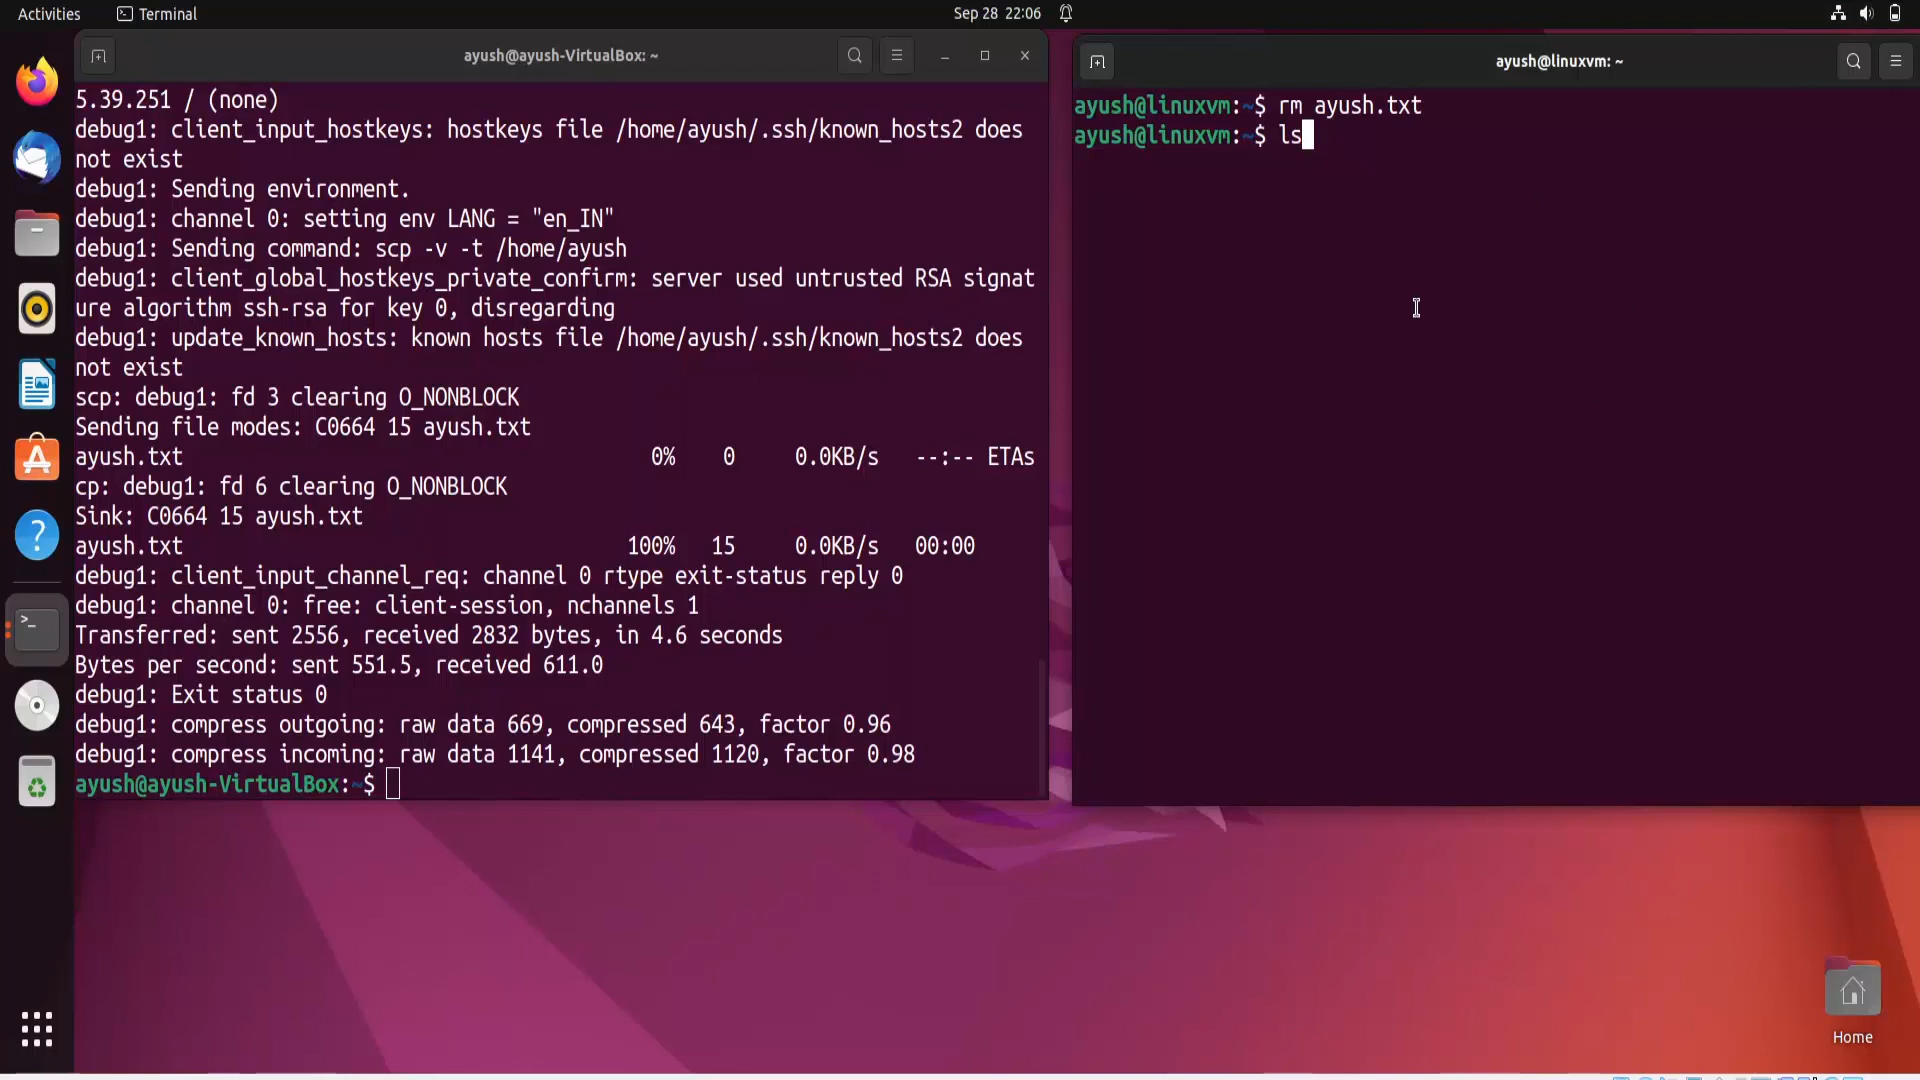 Activities
Terminal
Sep 28 22:06
ayush@ayush-VirtualBox: ~
5.39.251 / (none)
debug1: client_input_hostkeys: hostkeys file /home/ayush/.ssh/known_hosts2 does
not exist
debug1: Sending environment.
debug1: channel 0: setting env LANG = "en_IN"
debug1: Sending command: scp -v -t /home/ayush
debug1: client_global_hostkeys_private_confirm: server used untrusted RSA signat
ure algorithm ssh-rsa for key 0, disregarding
debug1: update_known_hosts: known hosts file /home/ayush/.ssh/known_hosts2 does
not exist
scp: debug1: fd 3 clearing O_NONBLOCK
Sending file modes: C0664 15 ayush.txt
ayush.txt 0% 0 0.0KB/s --:-- ETAs
cp: debug1: fd 6 clearing O_NONBLOCK
Sink: C0664 15 ayush.txt
ayush.txt 100% 15 0.0KB/s 00:00
debug1: client_input_channel_req: channel 0 rtype exit-status reply 0
debug1: channel 0: free: client-session, nchannels 1
Transferred: sent 2556, received 2832 bytes, in 4.6 seconds
Bytes per second: sent 551.5, received 611.0
debug1: Exit status 0
debug1: compress outgoing: raw data 669, compressed 643, factor 0.96
debug1: compress incoming: raw data 1141, compressed 1120, factor 0.98
ayush@ayush-VirtualBox:~$
ayush@linuxvm: ~
ayush@linuxvm:~$ rm ayush.txt
ayush@linuxvm:~$ ls
Home